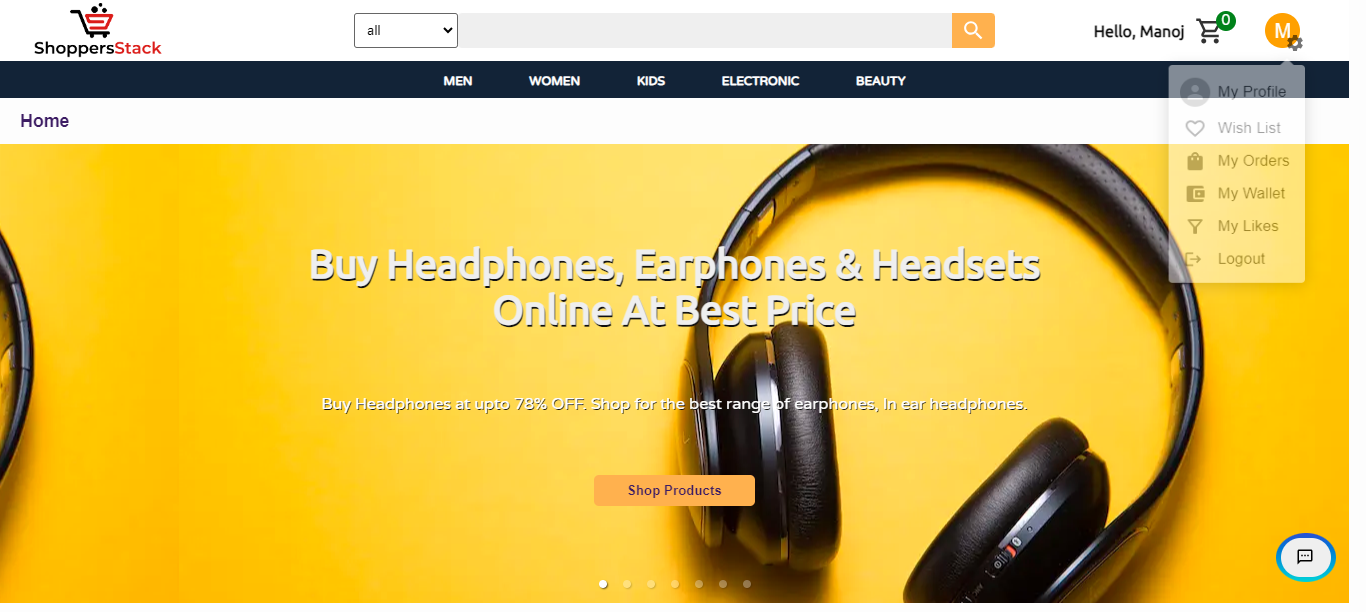 ShoppersStack
all
Hello, Manoj
0
M
MEN WOMEN KIDS ELECTRONIC BEAUTY
My Profile
Home
Wish List
My Orders
My Wallet
My Likes
Logout
Buy Headphones, Earphones & Headsets
Online At Best Price
Buy Headphones at upto 78% OFF. Shop for the best range of earphones, In ear headphones.
Shop Products